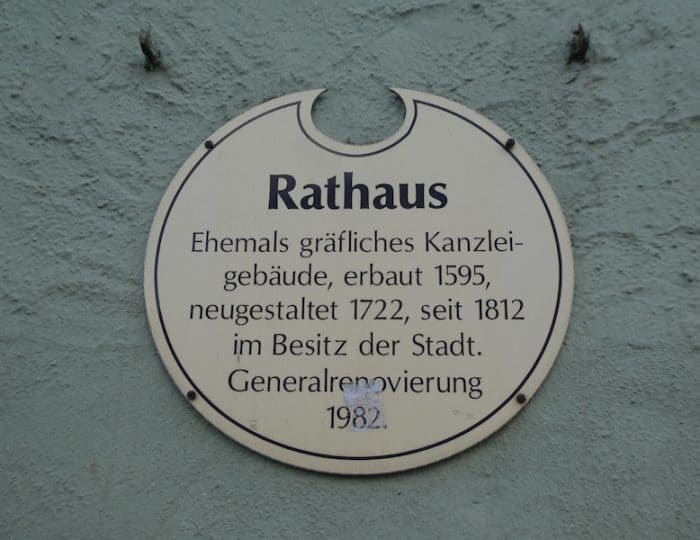 Rathaus
Ehemals gräfliches Kanzlei-
gebäude, erbaut 1595,
neugestaltet 1722, seit 1812
im Besitz der Stadt.
Generalrenovierung
1982.